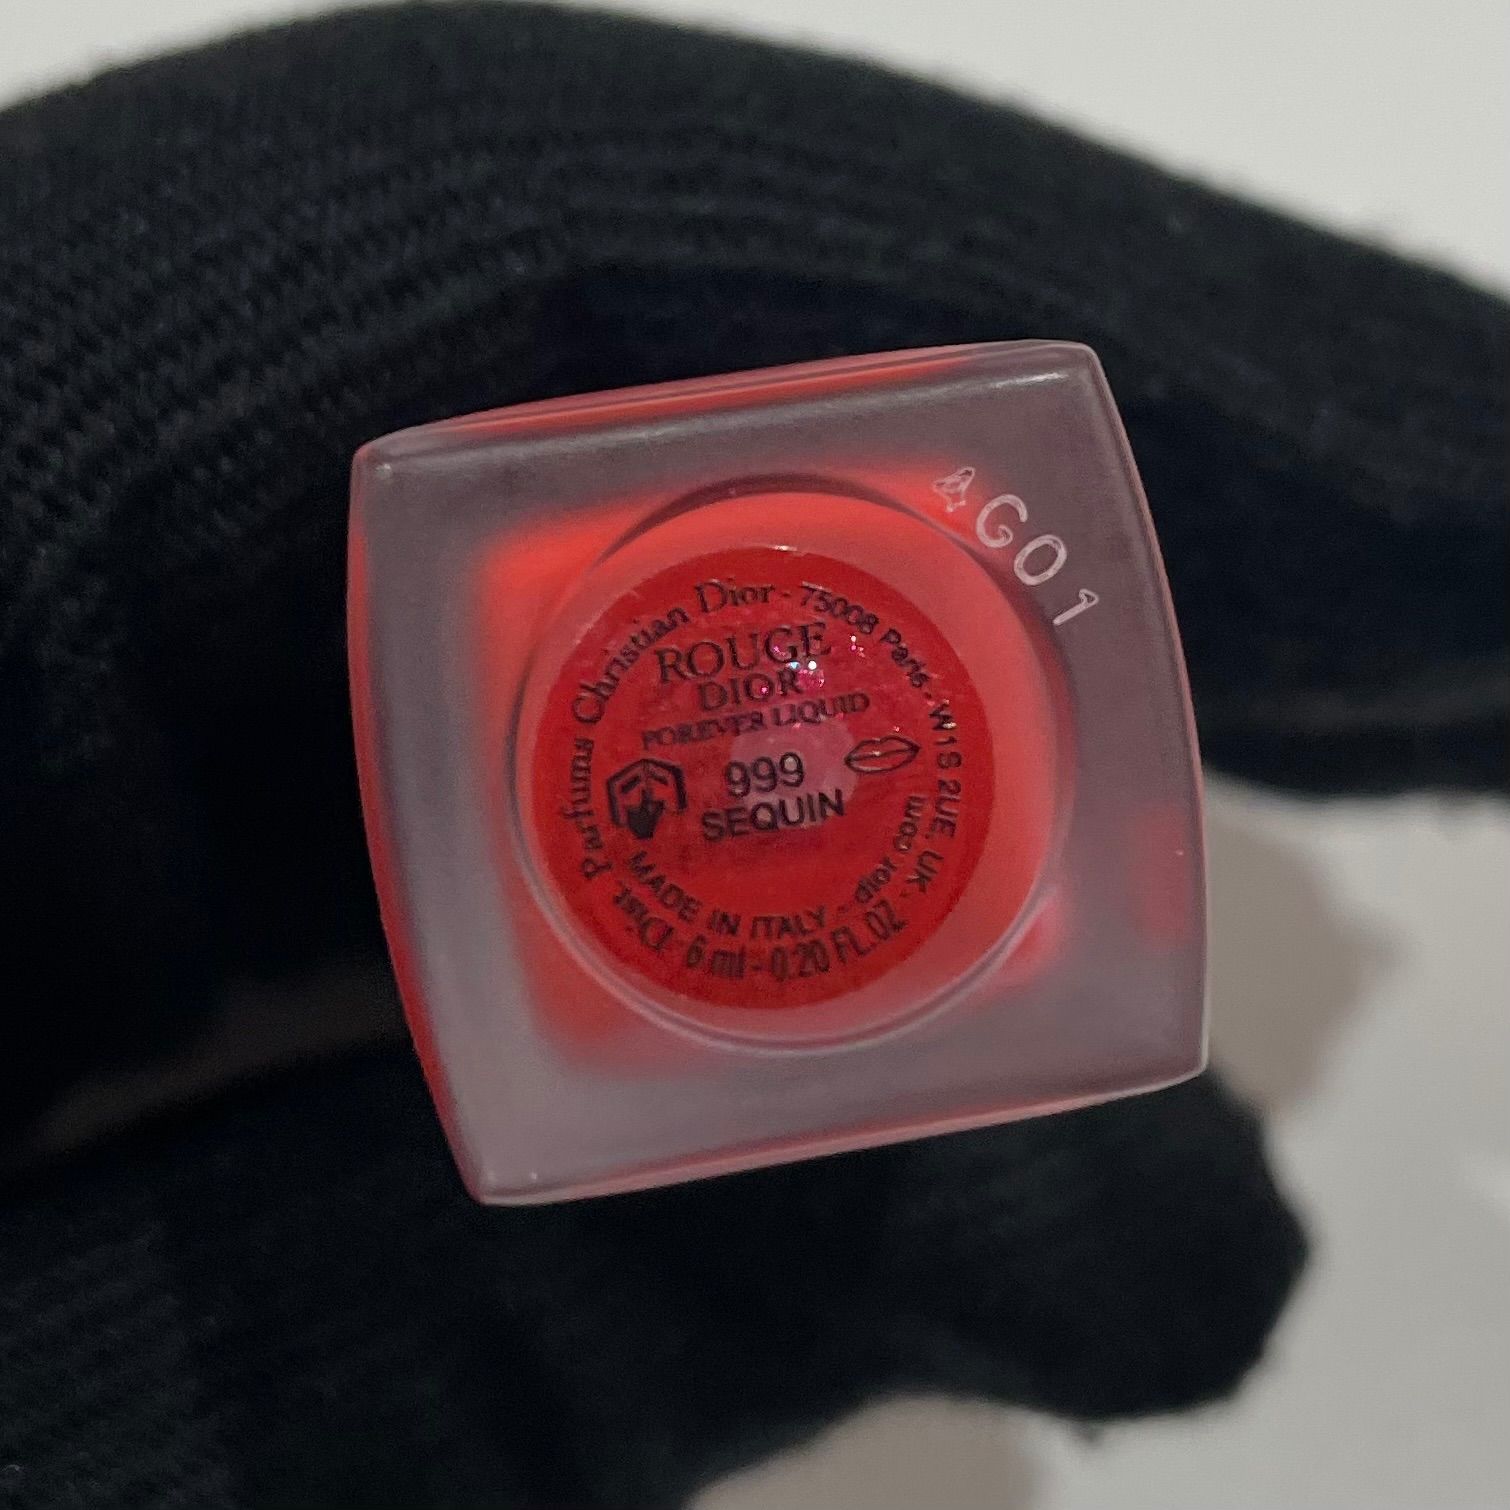 4G01
Parfums Christian Dior - 75008 Paris - W1S 2UE, UK -
ROUGE
DIOR
FOREVER LIQUID
999
SEQUIN
MADE IN ITALY - dior.com
Dist. 6 ml - 0.20 FL.OZ